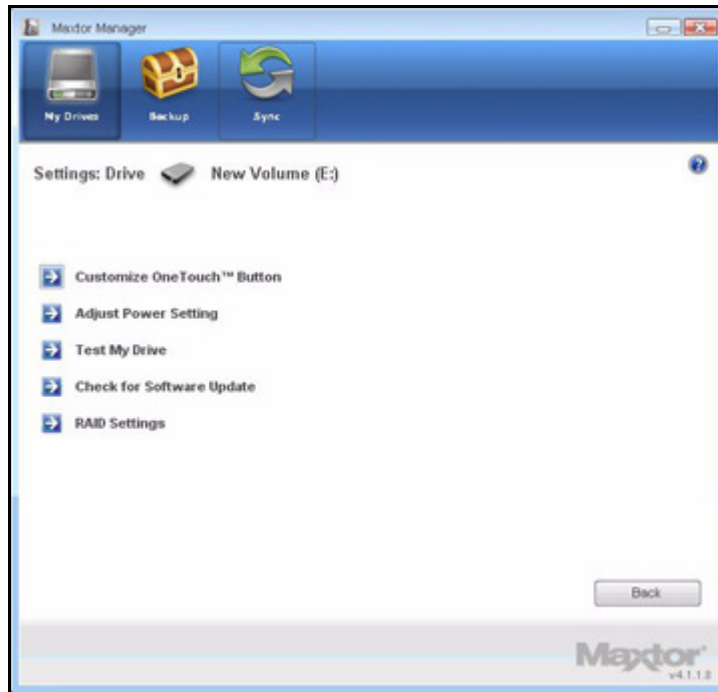 Maxtor Manager
My Drives Backup Sync
Settings: Drive New Volume (E:)
Customize OneTouch™ Button
Adjust Power Setting
Test My Drive
Check for Software Update
RAID Settings
Back
Maxtor
v4.1.1.0